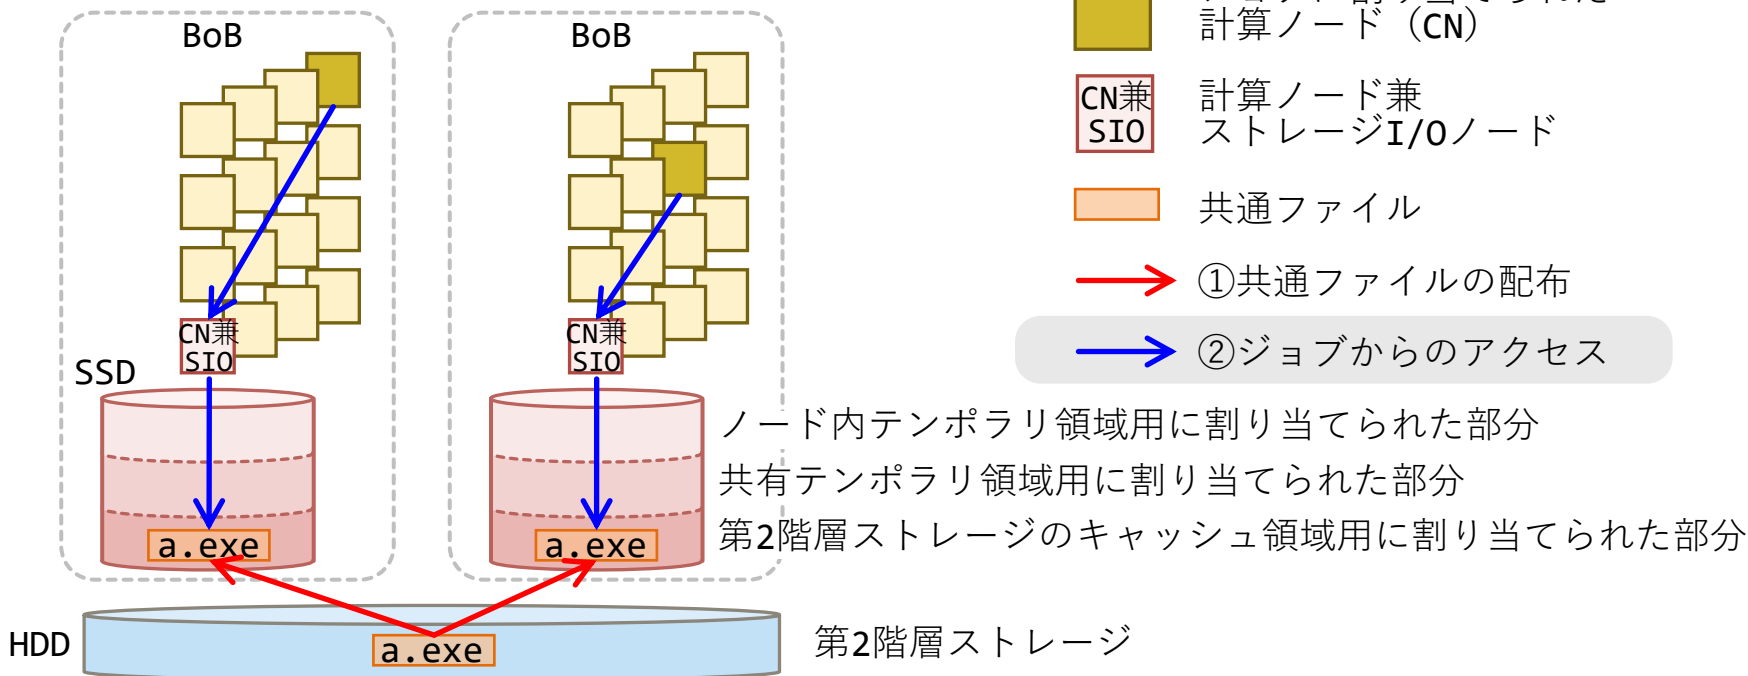 BoB
CN兼
SIO
SSD
a.exe
BoB
CN兼
SIO
a.exe
計算ノード（CN）
CN兼
SIO
計算ノード兼
ストレージI/Oノード
共通ファイル
①共通ファイルの配布
②ジョブからのアクセス
ノード内テンポラリ領域用に割り当てられた部分
共有テンポラリ領域用に割り当てられた部分
第2階層ストレージのキャッシュ領域用に割り当てられた部分
HDD
a.exe
第2階層ストレージ